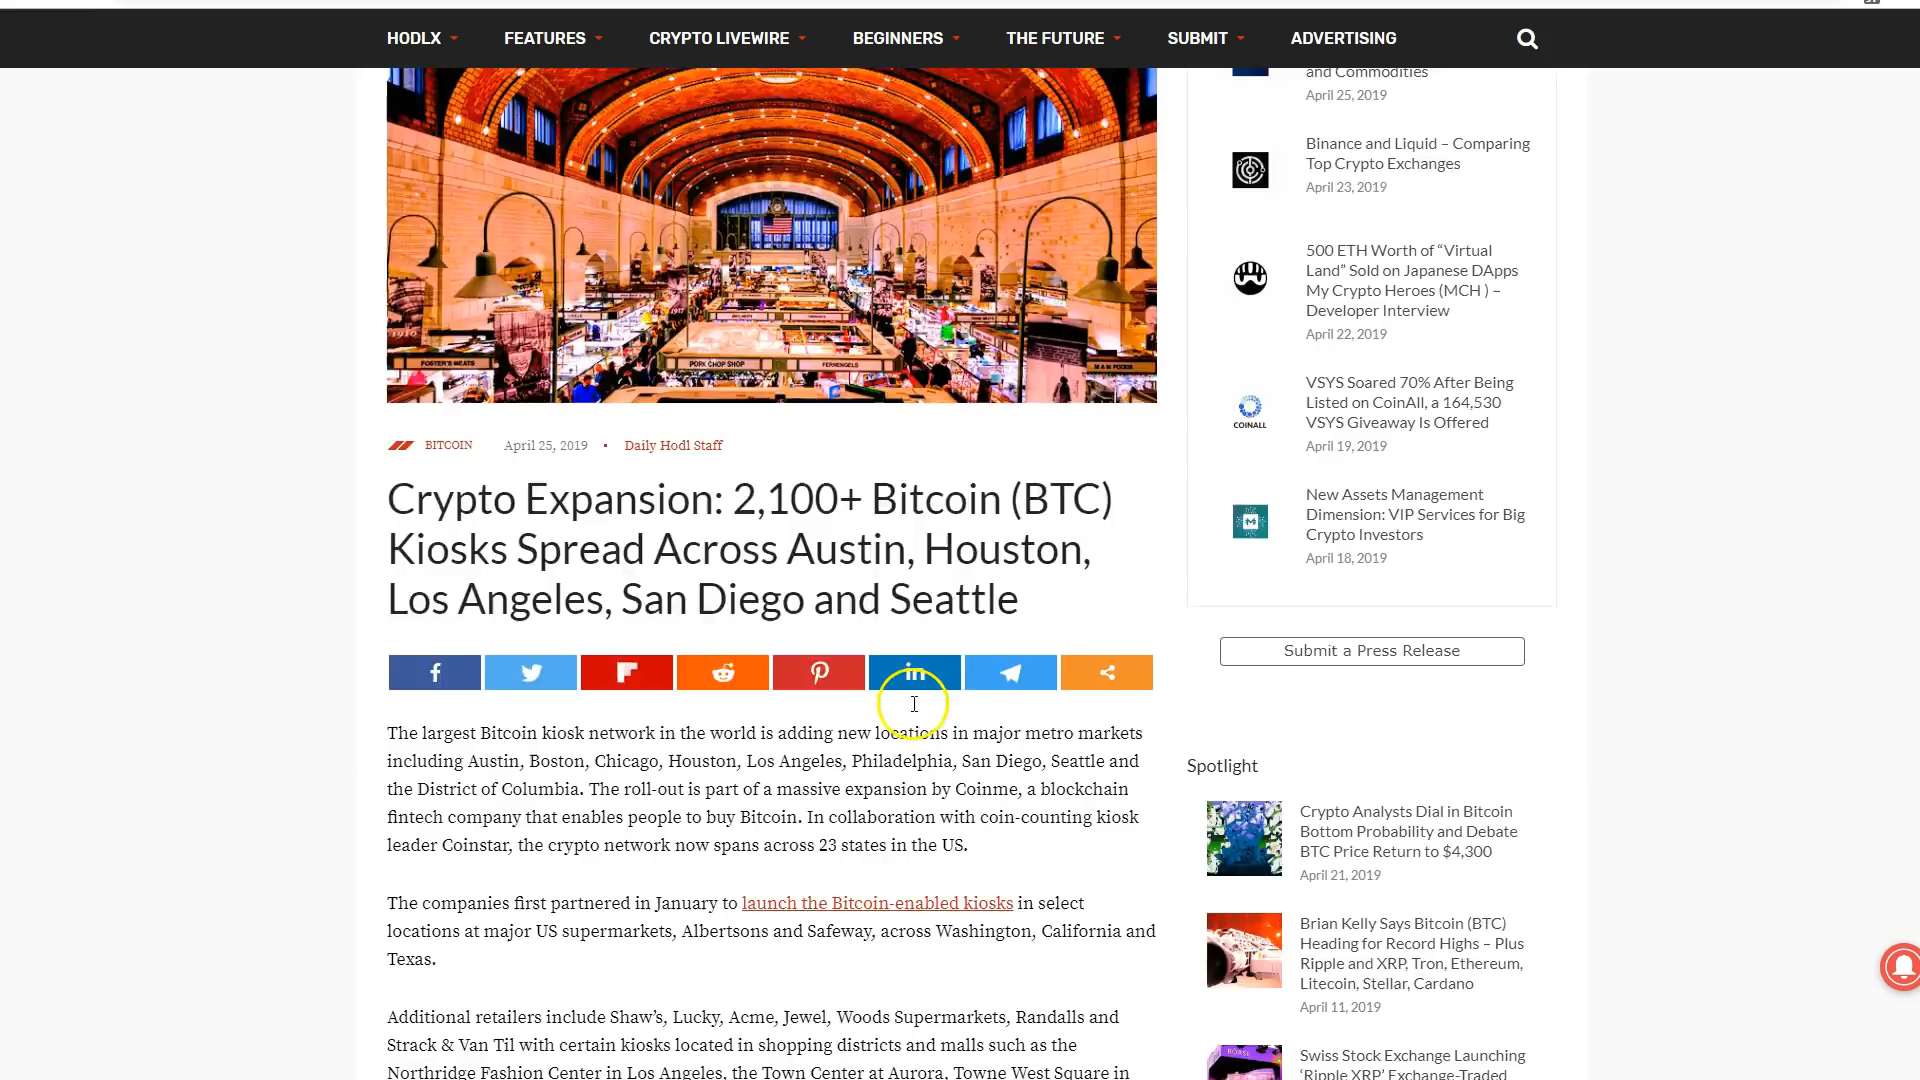 HODLX
FEATURES
CRYPTO LIVEWIRE
BEGINNERS
THE FUTURE
SUBMIT
ADVERTISING
FOSTER'S MEATS
PORK CHOP SHOP
BITCOIN
April 25, 2019
Daily Hodl Staff
Crypto Expansion: 2,100+ Bitcoin (BTC)
Kiosks Spread Across Austin, Houston,
Los Angeles, San Diego and Seattle
The largest Bitcoin kiosk network in the world is adding new locations in major metro markets
including Austin, Boston, Chicago, Houston, Los Angeles, Philadelphia, San Diego, Seattle and
the District of Columbia. The roll-out is part of a massive expansion by Coinme, a blockchain
fintech company that enables people to buy Bitcoin. In collaboration with coin-counting kiosk
leader Coinstar, the crypto network now spans across 23 states in the US.
The companies first partnered in January to launch the Bitcoin-enabled kiosks in select
locations at major US supermarkets, Albertsons and Safeway, across Washington, California and
Texas.
Additional retailers include Shaw's, Lucky, Acme, Jewel, Woods Supermarkets, Randalls and
Strack & Van Til with certain kiosks located in shopping districts and malls such as the
Northridge Fashion Center in Los Angeles, the Town Center at Aurora, Towne West Square in
and Commodities
April 25, 2019
Binance and Liquid – Comparing
Top Crypto Exchanges
April 23, 2019
500 ETH Worth of “Virtual
Land” Sold on Japanese DApps
My Crypto Heroes (MCH ) –
Developer Interview
April 22, 2019
COINALL
VSYS Soared 70% After Being
Listed on CoinAll, a 164,530
VSYS Giveaway Is Offered
April 19, 2019
New Assets Management
Dimension: VIP Services for Big
Crypto Investors
April 18, 2019
Submit a Press Release
Spotlight
Crypto Analysts Dial in Bitcoin
Bottom Probability and Debate
BTC Price Return to $4,300
April 21, 2019
Brian Kelly Says Bitcoin (BTC)
Heading for Record Highs – Plus
Ripple and XRP, Tron, Ethereum,
Litecoin, Stellar, Cardano
April 11, 2019
Swiss Stock Exchange Launching
‘Ripple XRP’ Exchange-Traded